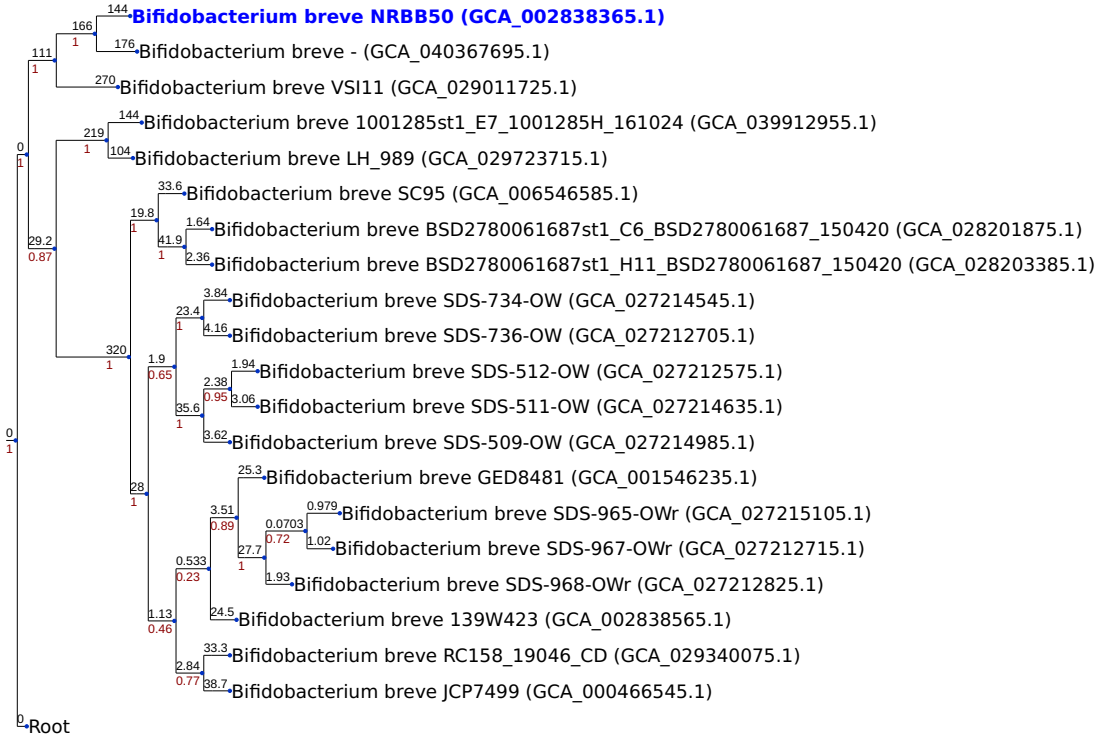 144 Bifidobacterium breve NRBB50 (GCA_002838365.1)
166
1
176 Bifidobacterium breve - (GCA_040367695.1)
111
1
270 Bifidobacterium breve VSI11 (GCA_029011725.1)
144 Bifidobacterium breve 1001285st1_E7_1001285H_161024 (GCA_039912955.1)
219
1
0
1
104 Bifidobacterium breve LH_989 (GCA_029723715.1)
33.6 Bifidobacterium breve SC95 (GCA_006546585.1)
19.8
1
1.64 Bifidobacterium breve BSD2780061687st1_C6_BSD2780061687_150420 (GCA_028201875.1)
29.2
0.87
41.9
1
2.36 Bifidobacterium breve BSD2780061687st1_H11_BSD2780061687_150420 (GCA_028203385.1)
3.84 Bifidobacterium breve SDS-734-OW (GCA_027214545.1)
23.4
1
4.16 Bifidobacterium breve SDS-736-OW (GCA_027212705.1)
320
1
1.9
0.65
1.94 Bifidobacterium breve SDS-512-OW (GCA_027212575.1)
2.38
0.95
3.06 Bifidobacterium breve SDS-511-OW (GCA_027214635.1)
35.6
1
3.62 Bifidobacterium breve SDS-509-OW (GCA_027214985.1)
0
1
25.3 Bifidobacterium breve GED8481 (GCA_001546235.1)
28
1
3.51
0.89
0.979 Bifidobacterium breve SDS-965-OWr (GCA_027215105.1)
0.0703
0.72
1.02 Bifidobacterium breve SDS-967-OWr (GCA_027212715.1)
27.7
1
0.533
0.23
1.93 Bifidobacterium breve SDS-968-OWr (GCA_027212825.1)
24.5 Bifidobacterium breve 139W423 (GCA_002838565.1)
1.13
0.46
33.3 Bifidobacterium breve RC158_19046_CD (GCA_029340075.1)
2.84
0.77
38.7 Bifidobacterium breve JCP7499 (GCA_000466545.1)
0 Root